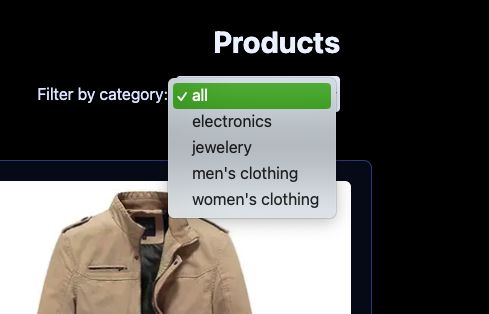 Products
Filter by category:
✓ all
electronics
jewelery
men's clothing
women's clothing